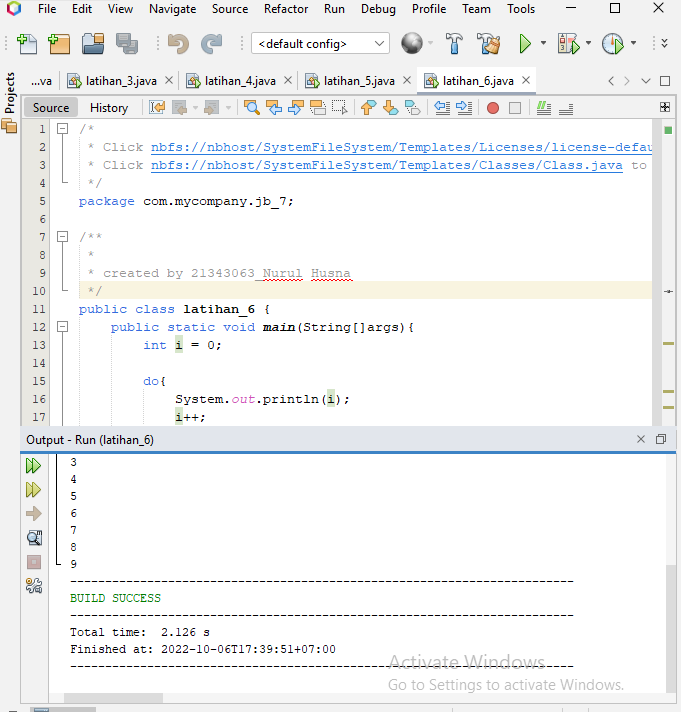 File Edit View Navigate Source Refactor Run Debug Profile Team Tools
<default config>
Projects
...va latihan_3.java latihan_4.java latihan_5.java latihan_6.java
Source History
1 /*
2 * Click nbfs://nbhost/SystemFileSystem/Templates/Licenses/license-defau
3 * Click nbfs://nbhost/SystemFileSystem/Templates/Classes/Class.java to
4 */
5 package com.mycompany.jb_7;
6
7 /**
8 *
9 * created by 21343063_Nurul Husna
10 */
11 public class latihan_6 {
12 public static void main(String[]args){
13 int i = 0;
14
15 do{
16 System.out.println(i);
17 i++;
Output - Run (latihan_6)
3
4
5
6
7
8
9
------------------------------------------------------------------------
BUILD SUCCESS
------------------------------------------------------------------------
Total time: 2.126 s
Finished at: 2022-10-06T17:39:51+07:00
------------------------------------------------------------------------
Activate Windows
Go to Settings to activate Windows.